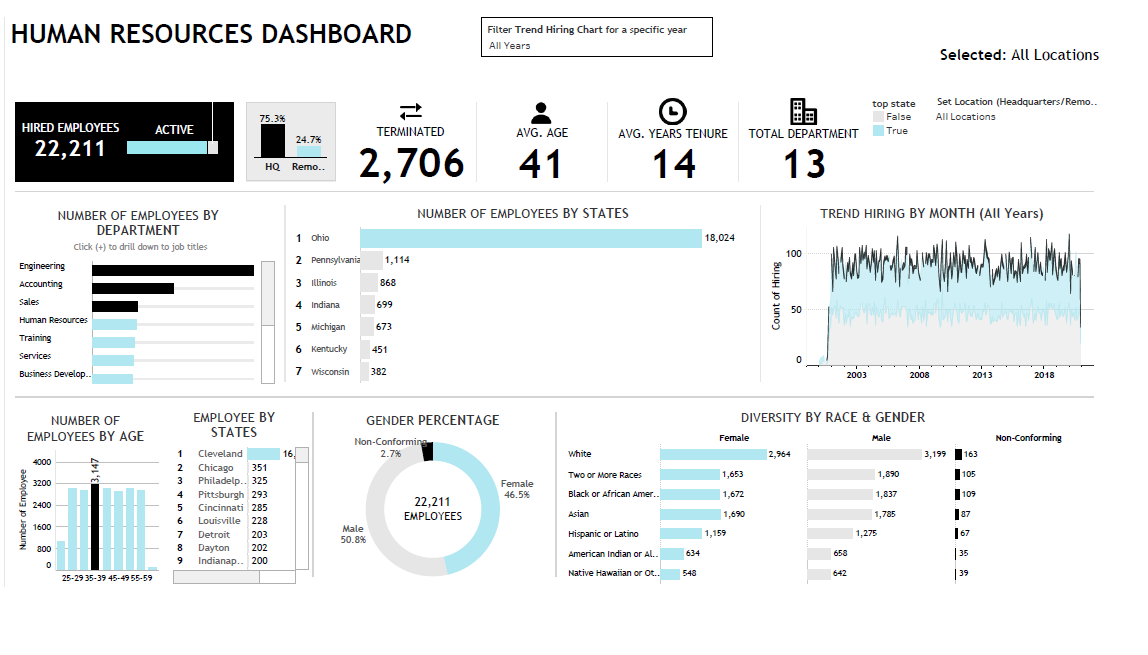 HUMAN RESOURCES DASHBOARD
Filter Trend Hiring Chart for a specific year
All Years
Selected: All Locations
HIRED EMPLOYEES
22,211
ACTIVE
75.3%
24.7%
HQ Remo..
TERMINATED
2,706
AVG. AGE
41
AVG. YEARS TENURE
14
TOTAL DEPARTMENT
13
top state
False
True
Set Location (Headquarters/Remo..
All Locations
NUMBER OF EMPLOYEES BY
DEPARTMENT
Click (+) to drill down to job titles
Engineering
Accounting
Sales
Human Resources
Training
Services
Business Develop..
NUMBER OF EMPLOYEES BY STATES
1 Ohio 18,024
2 Pennsylvania 1,114
3 Illinois 868
4 Indiana 699
5 Michigan 673
6 Kentucky 451
7 Wisconsin 382
TREND HIRING BY MONTH (All Years)
Count of Hiring
100
50
0
2003 2008 2013 2018
NUMBER OF
EMPLOYEES BY AGE
Number of Employee
4000
3200
2400
1600
800
0
3,147
25-29 35-39 45-49 55-59
EMPLOYEE BY
STATES
1 Cleveland 16,
2 Chicago 351
3 Philadelp.. 325
4 Pittsburgh 293
5 Cincinnati 285
6 Louisville 228
7 Detroit 203
8 Dayton 202
9 Indianap.. 200
GENDER PERCENTAGE
Non-Conforming
2.7%
Female
46.5%
22,211
EMPLOYEES
Male
50.8%
DIVERSITY BY RACE & GENDER
Female Male Non-Conforming
White 2,964 3,199 163
Two or More Races 1,653 1,890 105
Black or African Amer.. 1,672 1,837 109
Asian 1,690 1,785 87
Hispanic or Latino 1,159 1,275 67
American Indian or Al.. 634 658 35
Native Hawaiian or Ot.. 548 642 39